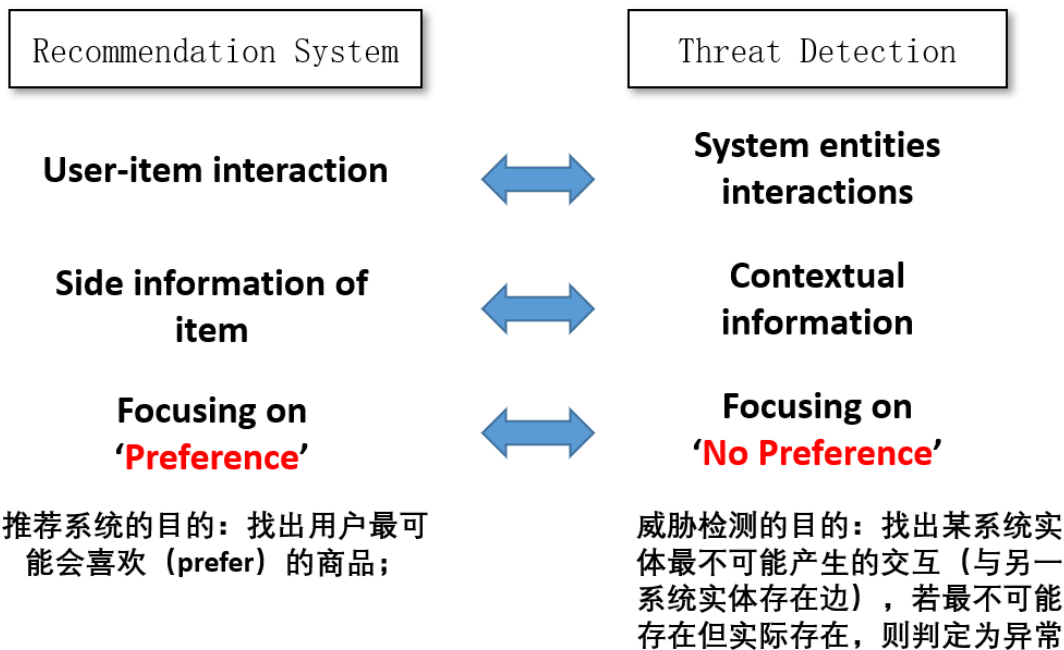 Recommendation System
Threat Detection
User-item interaction
System entities
interactions
Side information of
item
Contextual
information
Focusing on
‘Preference’
Focusing on
‘No Preference’
推荐系统的目的：找出用户最可
能会喜欢（prefer）的商品；
威胁检测的目的：找出某系统实
体最不可能产生的交互（与另一
系统实体存在边），若最不可能
存在但实际存在，则判定为异常